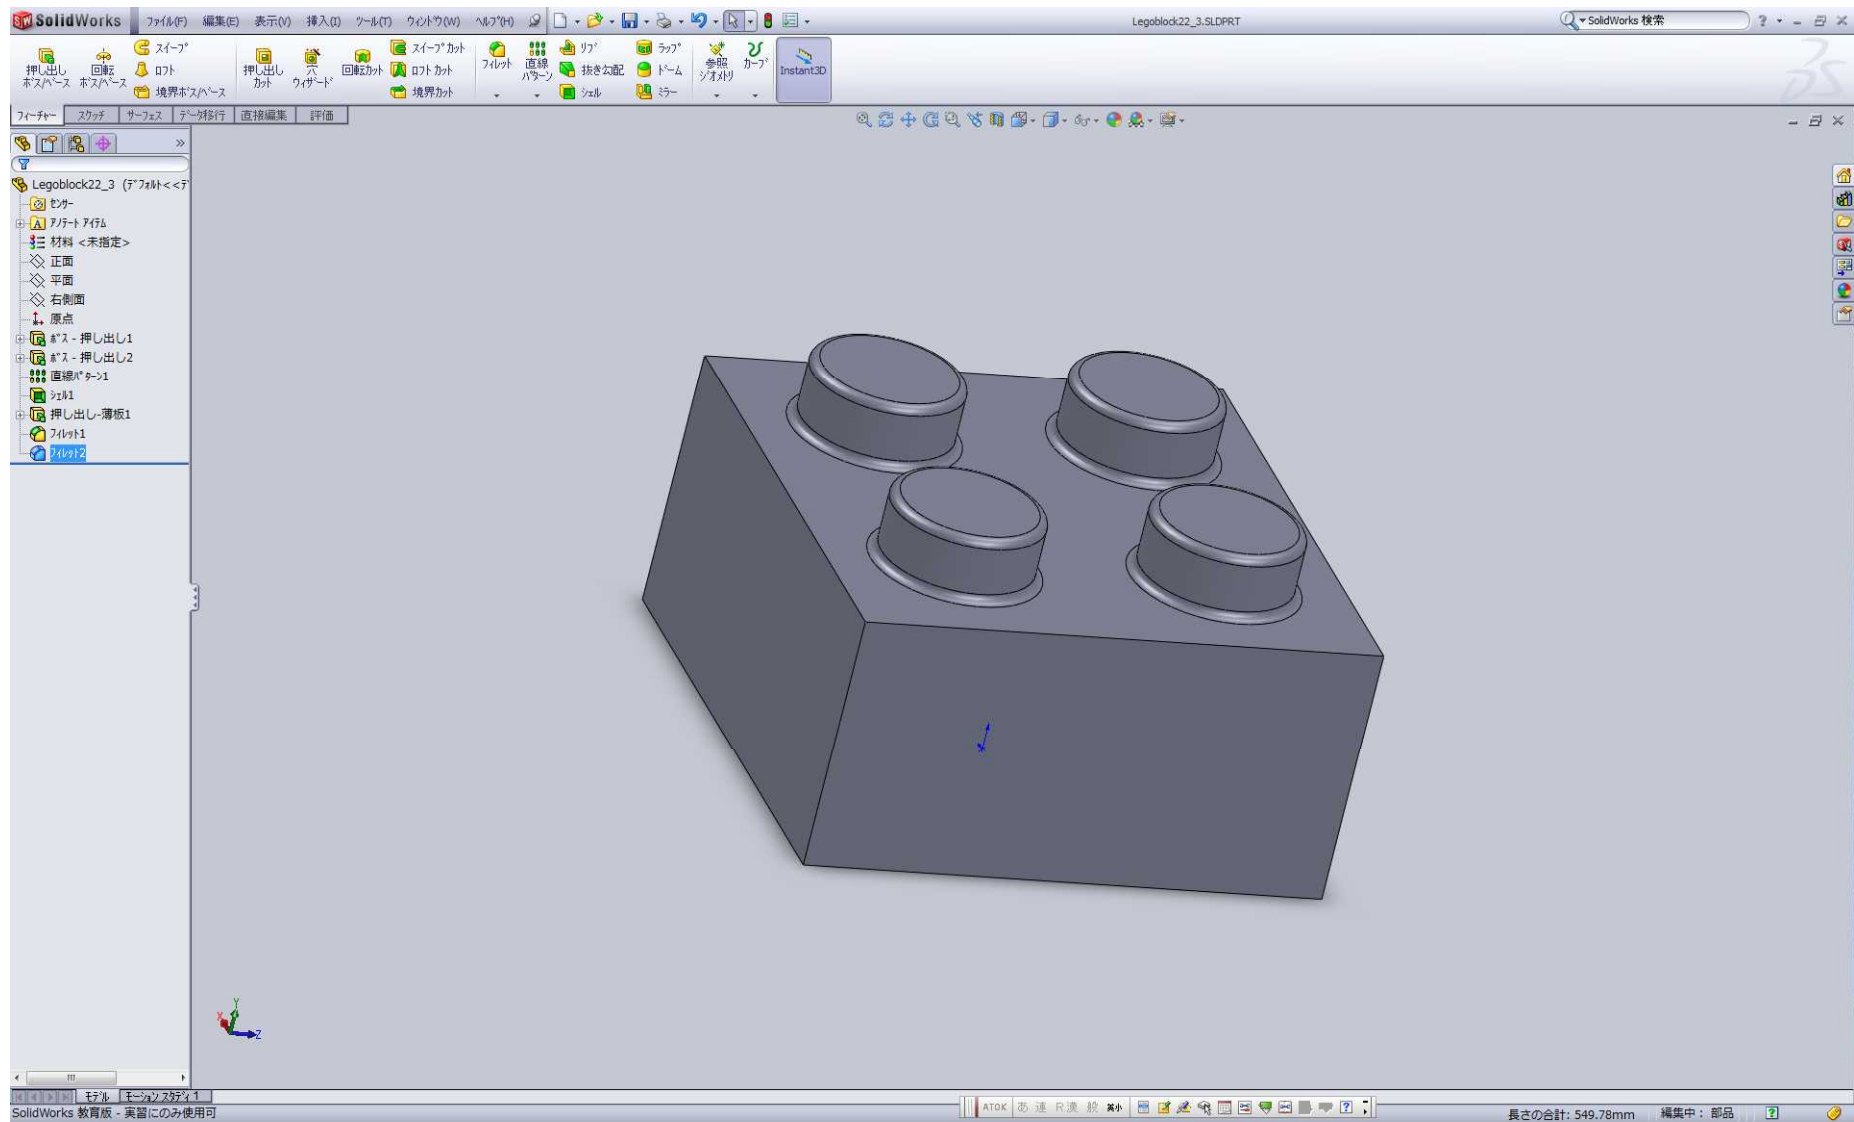 SolidWorks ファイル(F) 編集(E) 表示(V) 挿入(I) ツール(T) ウィンドウ(W) ヘルプ(H) Legoblock22_3.SLDPRT SolidWorks 検索
押し出し ボス/ベース
回転 ボス/ベース
スイープ
ロフト
境界ボス/ベース
押し出し カット
穴 ウィザード
回転カット
スイープ カット
ロフト カット
境界カット
フィレット
直線 パターン
リブ
抜き勾配
シェル
ラップ
ドーム
ミラー
参照 ジオメトリ
カーブ
Instant3D
フィーチャー スケッチ サーフェス データ移行 直接編集 評価
Legoblock22_3 (デフォルト<<デ
センサー
アノテート アイテム
材料 <未指定>
正面
平面
右側面
原点
ボス - 押し出し1
ボス - 押し出し2
直線パターン1
シェル1
押し出し-薄板1
フィレット1
フィレット2
Y
X
Z
モデル モーション スタディ 1
ATOK あ 連 R漢 般 英小
SolidWorks 教育版 - 実習にのみ使用可 長さの合計: 549.78mm 編集中: 部品